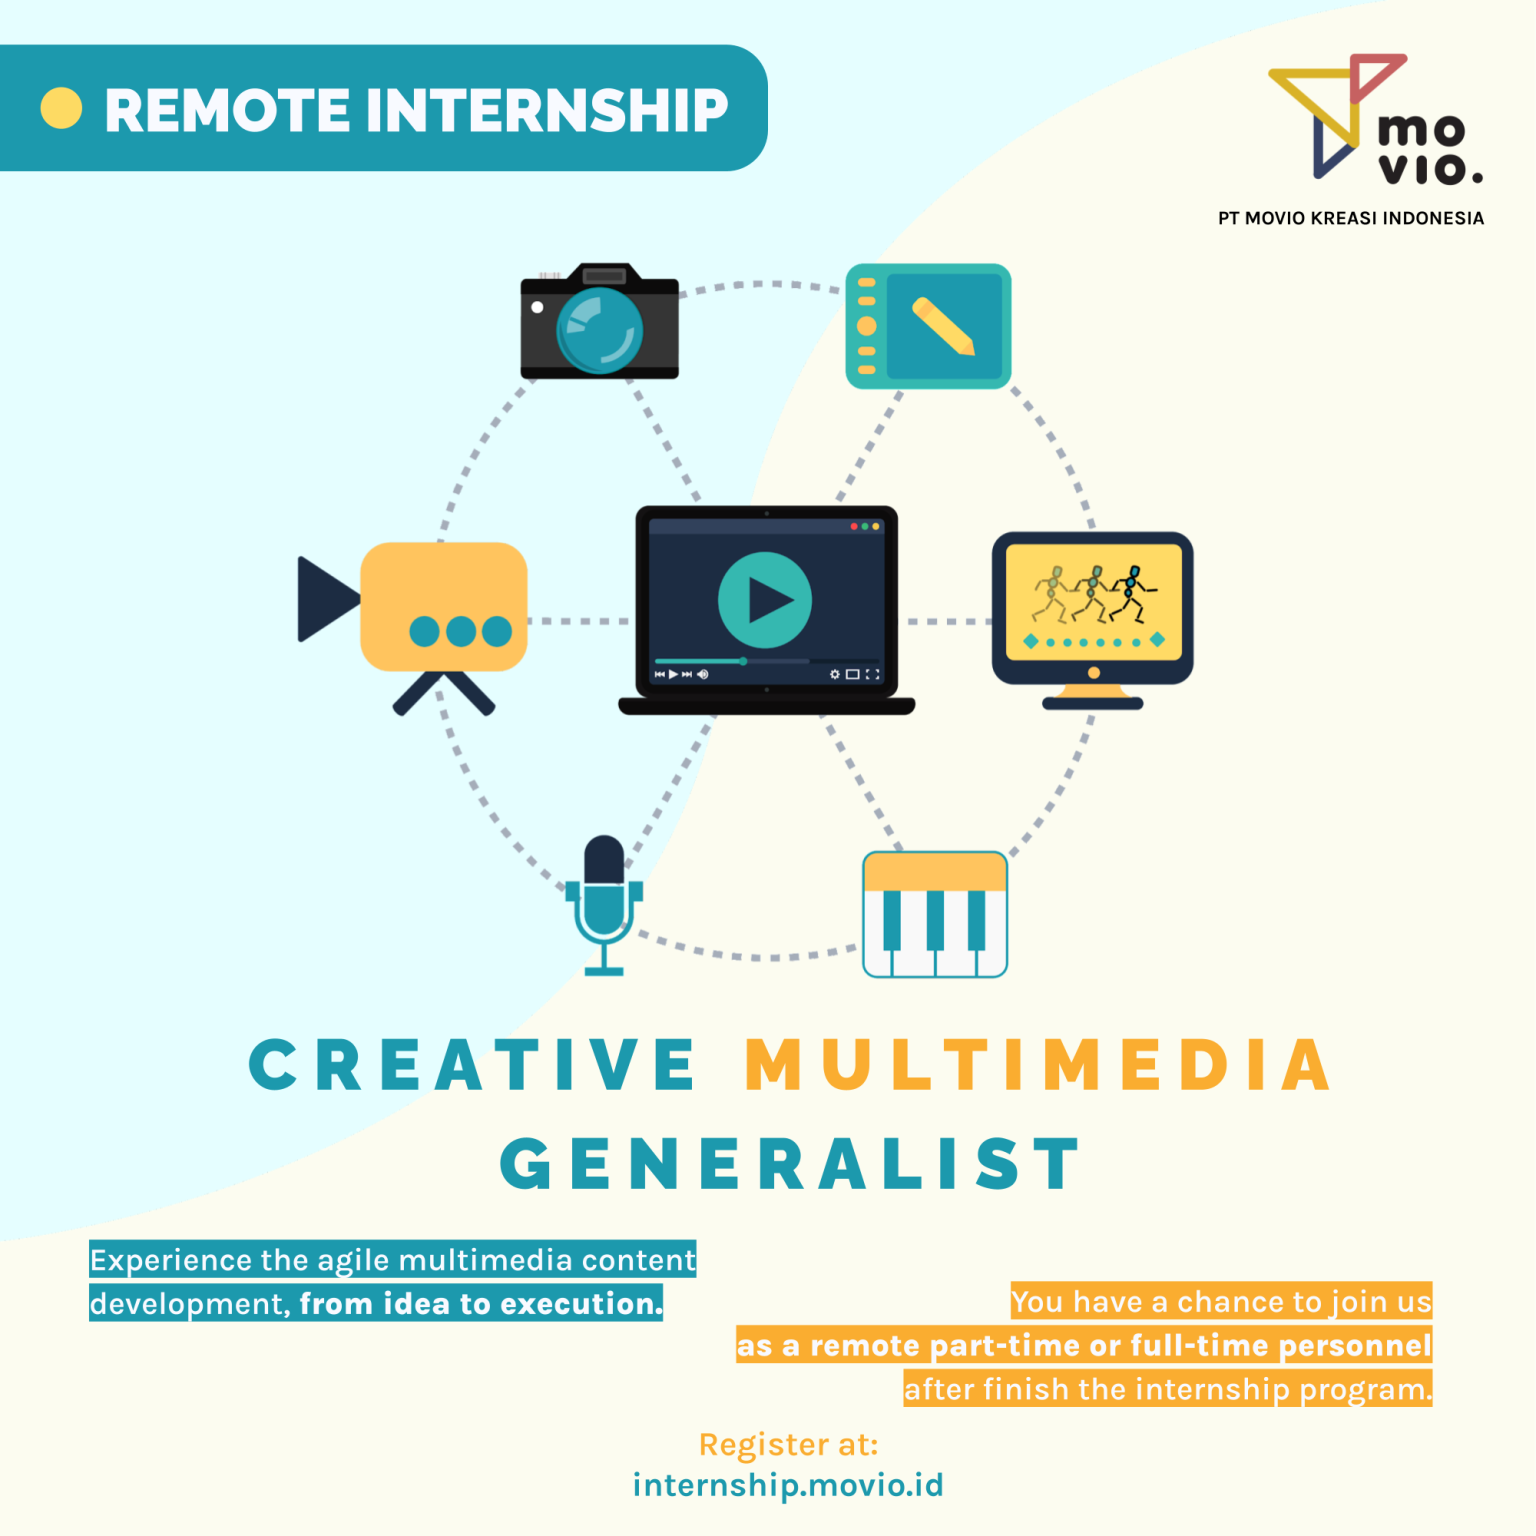 REMOTE INTERNSHIP
mo
vio.
PT MOVIO KREASI INDONESIA
CREATIVE MULTIMEDIA
GENERALIST
Experience the agile multimedia content
development, from idea to execution.
You have a chance to join us
as a remote part-time or full-time personnel
after finish the internship program.
Register at:
internship.movio.id